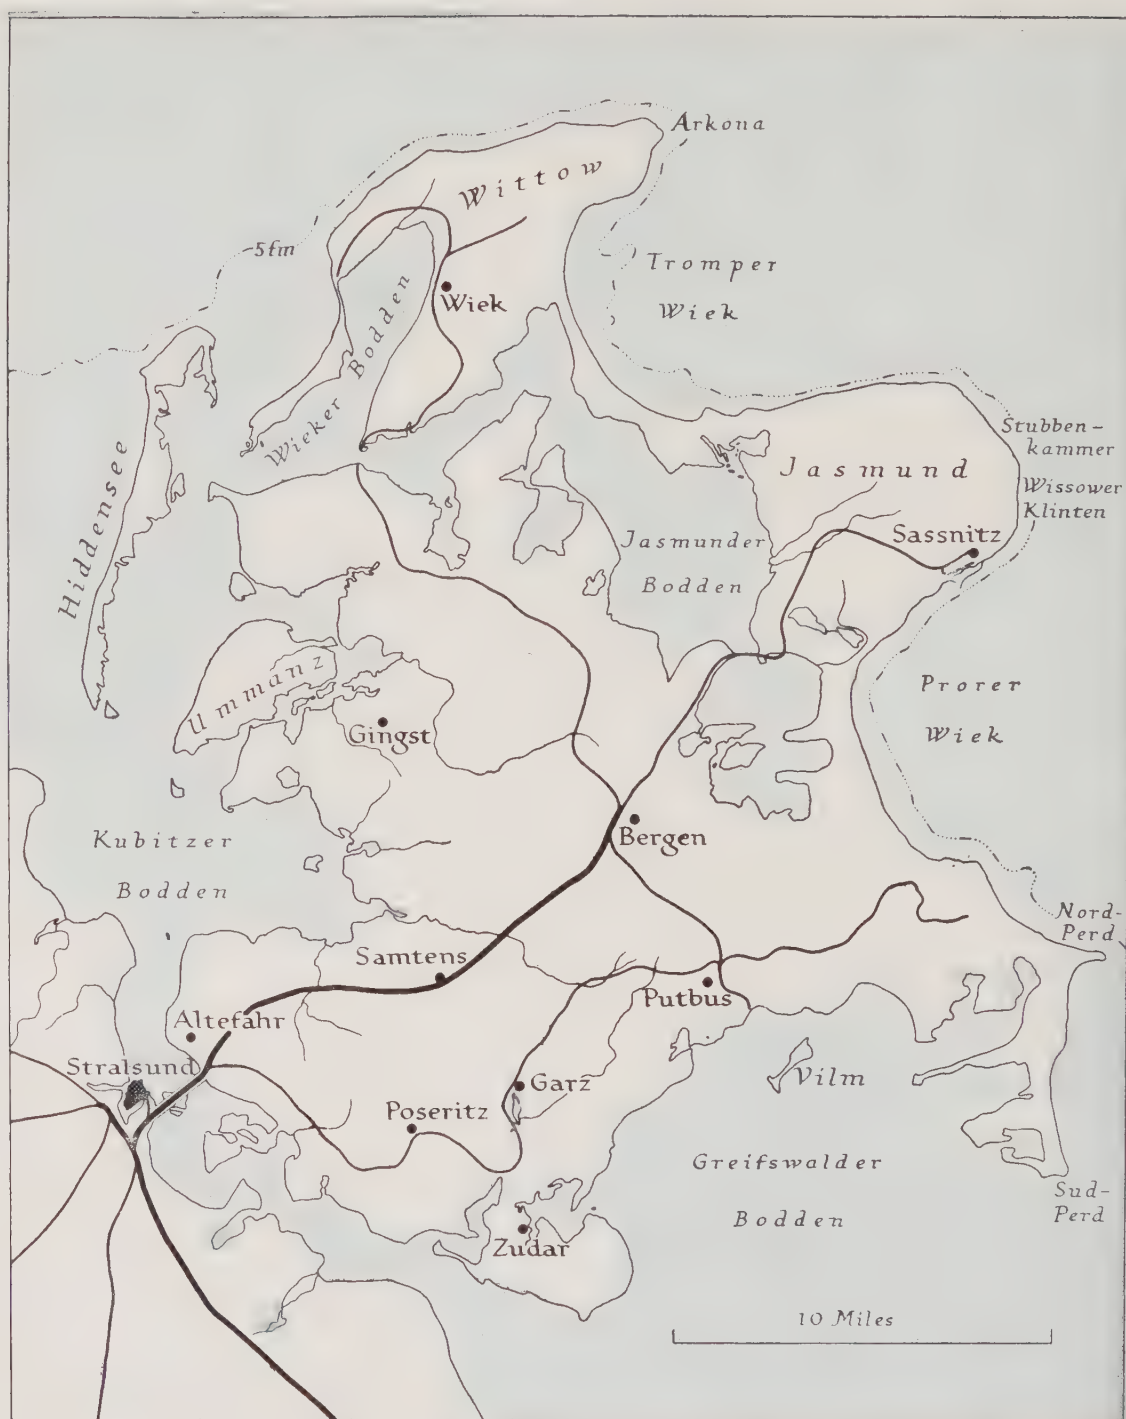 Arkona
Wittow
5fm
Tromper
Wiek
Wiek
Wieker Bodden
Hiddensee
Stubben-
kammer
Jasmund
Wissower
Klinten
Sassnitz
Jasmunder
Bodden
Ummanz
Prorer
Wiek
Gingst
Kubitzer
Bodden
Bergen
Nord-
Perd
Samtens
Putbus
Altefähr
Stralsund
Vilm
Garz
Poseritz
Greifswalder
Bodden
Sud-
Perd
Zudar
10 Miles